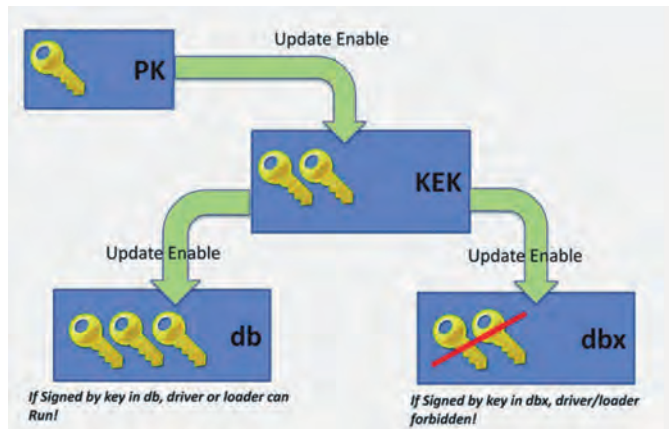 Update Enable
PK
KEK
Update Enable
Update Enable
db
dbx
If Signed by key in db, driver or loader can
Run!
If Signed by key in dbx, driver/loader
forbidden!